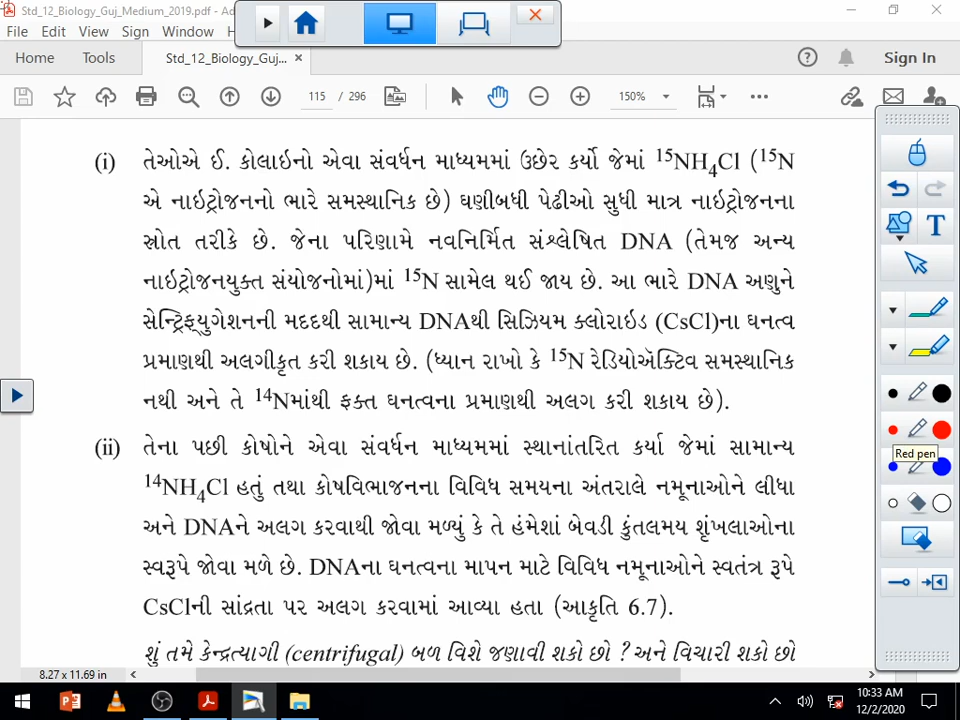 Std_12_Biology_Guj_Medium_2019.pdf - Ad
File Edit View Sign Window H
Home Tools Std_12_Biology_Guj... × Sign In
115 / 296 150%
(i) તેઓએ ઈ. કોલાઇનો એવા સંવર્ધન માધ્યમમાં ઉછેર કર્યો જેમાં ¹⁵NH₄Cl (¹⁵N
એ નાઇટ્રોજનનો ભારે સમસ્થાનિક છે) ઘણીબધી પેઢીઓ સુધી માત્ર નાઇટ્રોજનના
સ્રોત તરીકે છે. જેના પરિણામે નવનિર્મિત સંશ્લેષિત DNA (તેમજ અન્ય
નાઇટ્રોજનયુક્ત સંયોજનોમાં)માં ¹⁵N સામેલ થઈ જાય છે. આ ભારે DNA અણુને
સેન્ટ્રિફ્યુગેશનની મદદથી સામાન્ય DNAથી સિઝિયમ ક્લોરાઇડ (CsCl)ના ઘનત્વ
પ્રમાણથી અલગીકૃત કરી શકાય છે. (ધ્યાન રાખો કે ¹⁵N રેડિયોઍક્ટિવ સમસ્થાનિક
નથી અને તે ¹⁴Nમાંથી ફક્ત ઘનત્વના પ્રમાણથી અલગ કરી શકાય છે).
(ii) તેના પછી કોષોને એવા સંવર્ધન માધ્યમમાં સ્થાનાંતરિત કર્યા જેમાં સામાન્ય
¹⁴NH₄Cl હતું તથા કોષવિભાજનના વિવિધ સમયના અંતરાલે નમૂનાઓને લીધા
અને DNAને અલગ કરવાથી જોવા મળ્યું કે તે હંમેશાં બેવડી કુંતલમય શૃંખલાઓના
સ્વરૂપે જોવા મળે છે. DNAના ઘનત્વના માપન માટે વિવિધ નમૂનાઓને સ્વતંત્ર રૂપે
CsClની સાંદ્રતા પર અલગ કરવામાં આવ્યા હતા (આકૃતિ 6.7).
શું તમે કેન્દ્રત્યાગી (centrifugal) બળ વિશે જણાવી શકો છો ? અને વિચારી શકો છો
T
Red pen
8.27 x 11.69 in
10:33 AM
12/2/2020